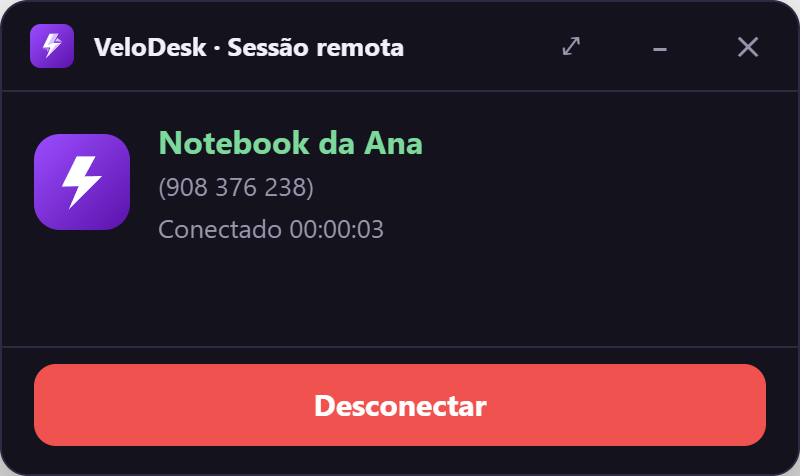 VeloDesk · Sessão remota
Notebook da Ana
(908 376 238)
Conectado 00:00:03
Desconectar